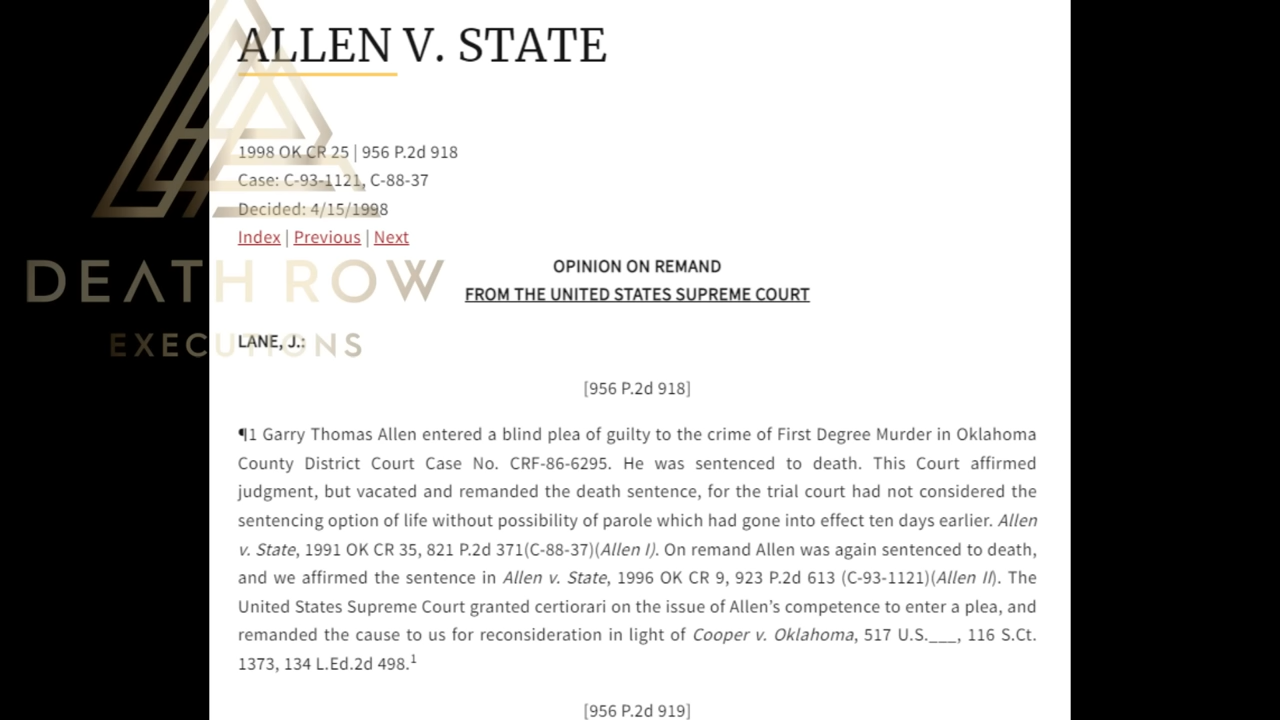 ALLEN V. STATE
1998 OK CR 25 | 956 P.2d 918
Case: C-93-1121, C-88-37
Decided: 4/15/1998
Index | Previous | Next
DEATH ROW
EXECUTIONS
OPINION ON REMAND
FROM THE UNITED STATES SUPREME COURT
LANE, J.:
[956 P.2d 918]
¶1 Garry Thomas Allen entered a blind plea of guilty to the crime of First Degree Murder in Oklahoma
County District Court Case No. CRF-86-6295. He was sentenced to death. This Court affirmed
judgment, but vacated and remanded the death sentence, for the trial court had not considered the
sentencing option of life without possibility of parole which had gone into effect ten days earlier. Allen
v. State, 1991 OK CR 35, 821 P.2d 371(C-88-37)(Allen I). On remand Allen was again sentenced to death,
and we affirmed the sentence in Allen v. State, 1996 OK CR 9, 923 P.2d 613 (C-93-1121)(Allen II). The
United States Supreme Court granted certiorari on the issue of Allen’s competence to enter a plea, and
remanded the cause to us for reconsideration in light of Cooper v. Oklahoma, 517 U.S.___, 116 S.Ct.
1373, 134 L.Ed.2d 498.1
[956 P.2d 919]